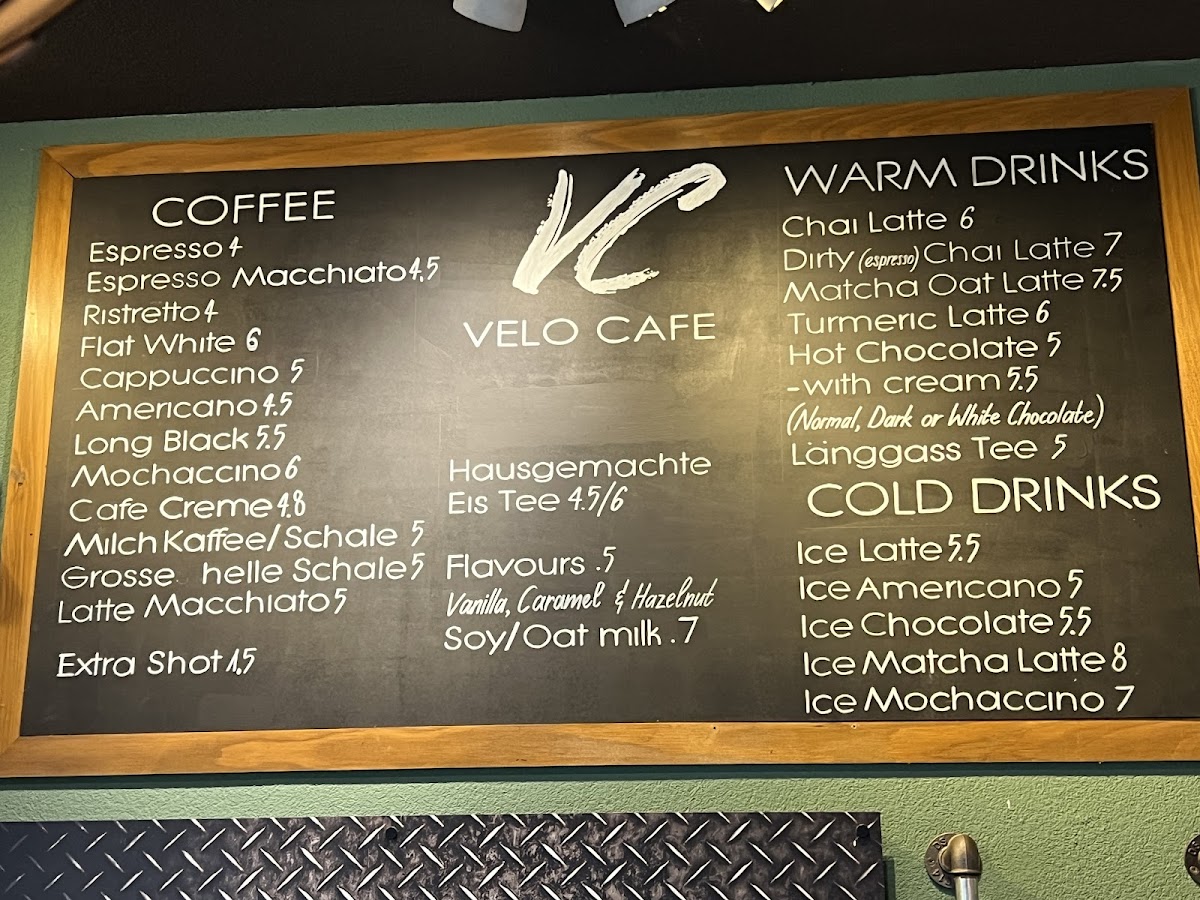 COFFEE
Espresso 4
Espresso Macchiato 4,5
Ristretto 4
Flat White 6
Cappuccino 5
Americano 4.5
Long Black 5.5
Mochaccino 6
Cafe Creme 4.8
Milch Kaffee/Schale 5
Grosse helle Schale 5
Latte Macchiato 5
Extra Shot 1,5
VC
VELO CAFE
Hausgemachte
Eis Tee 4.5/6
Flavours .5
Vanilla, Caramel & Hazelnut
Soy/Oat milk .7
WARM DRINKS
Chai Latte 6
Dirty (espresso) Chai Latte 7
Matcha Oat Latte 7.5
Turmeric Latte 6
Hot Chocolate 5
-with cream 5.5
(Normal, Dark or White Chocolate)
Länggass Tee 5
COLD DRINKS
Ice Latte 5.5
Ice Americano 5
Ice Chocolate 5.5
Ice Matcha Latte 8
Ice Mochaccino 7